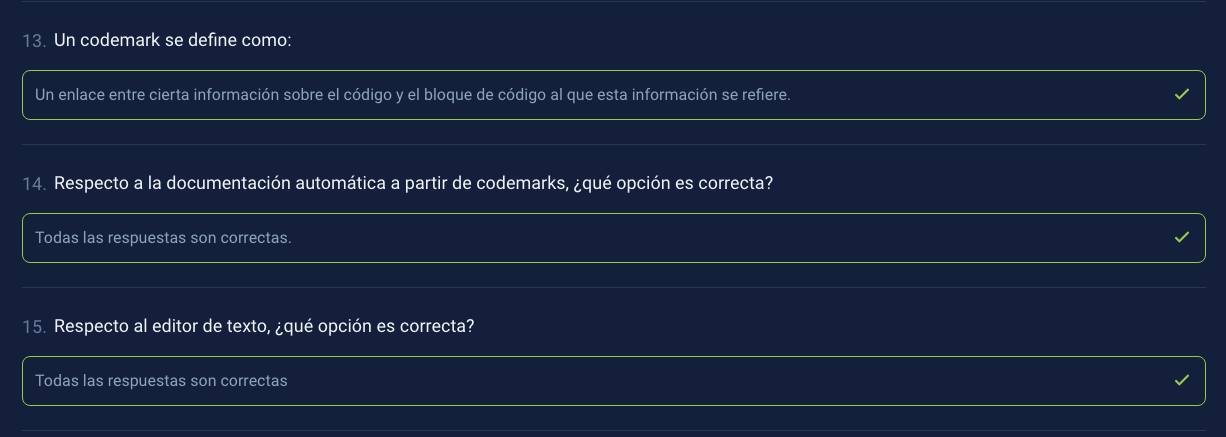 13. Un codemark se define como:
Un enlace entre cierta información sobre el código y el bloque de código al que esta información se refiere.
14. Respecto a la documentación automática a partir de codemarks, ¿qué opción es correcta?
Todas las respuestas son correctas.
15. Respecto al editor de texto, ¿qué opción es correcta?
Todas las respuestas son correctas